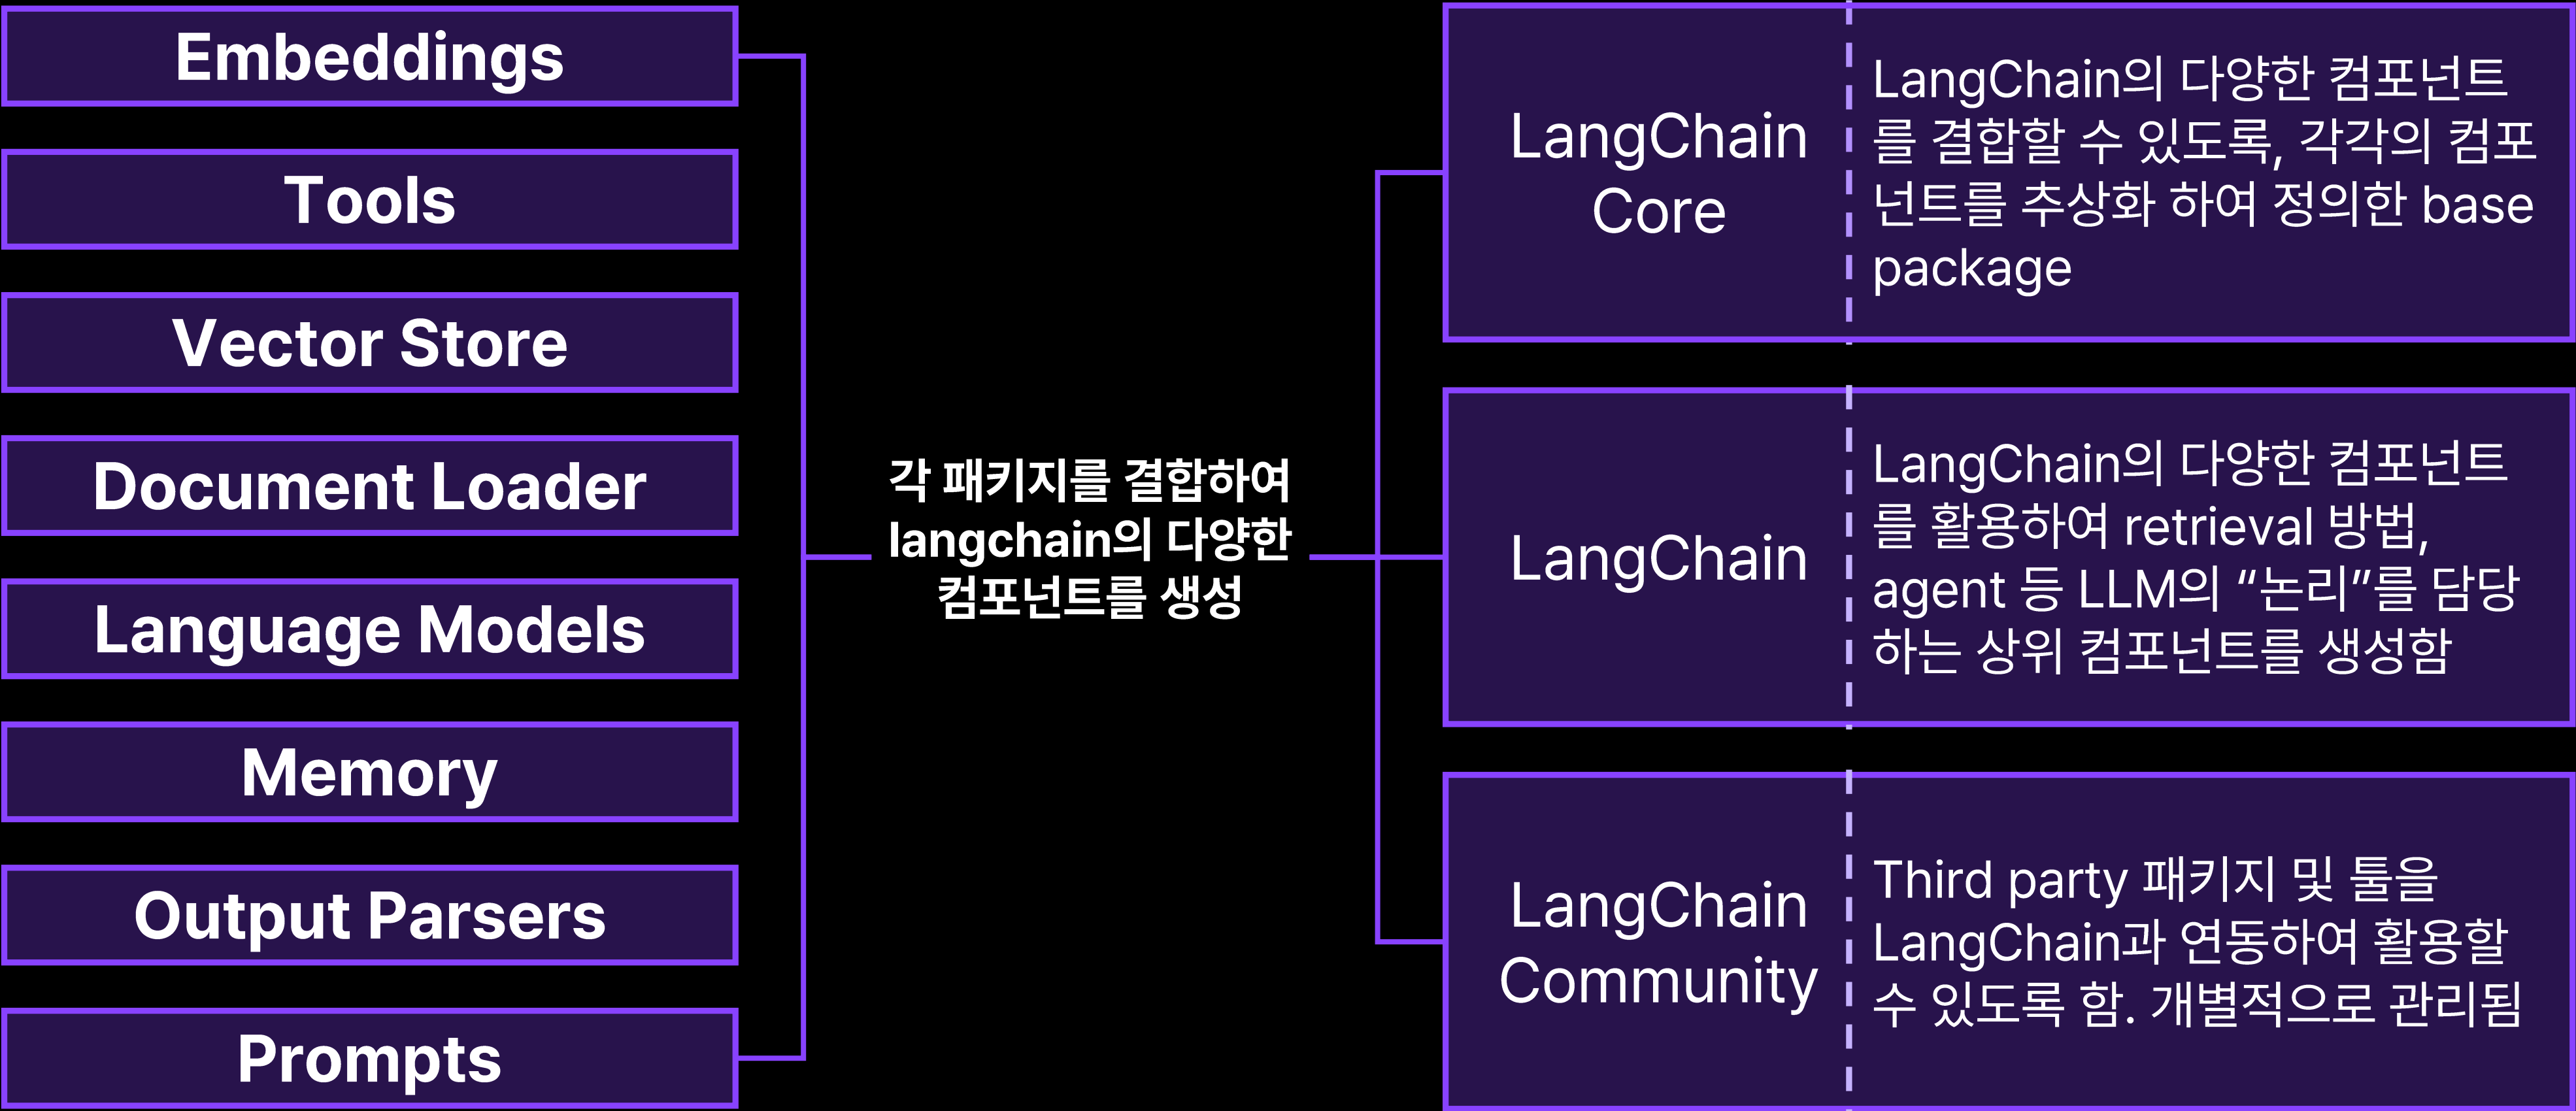 Embeddings
Tools
Vector Store
Document Loader
Language Models
Memory
Output Parsers
Prompts
각 패키지를 결합하여
langchain의 다양한
컴포넌트를 생성
LangChain
Core
LangChain의 다양한 컴포넌트
를 결합할 수 있도록, 각각의 컴포
넌트를 추상화 하여 정의한 base
package
LangChain
LangChain의 다양한 컴포넌트
를 활용하여 retrieval 방법,
agent 등 LLM의 “논리”를 담당
하는 상위 컴포넌트를 생성함
LangChain
Community
Third party 패키지 및 툴을
LangChain과 연동하여 활용할
수 있도록 함. 개별적으로 관리됨